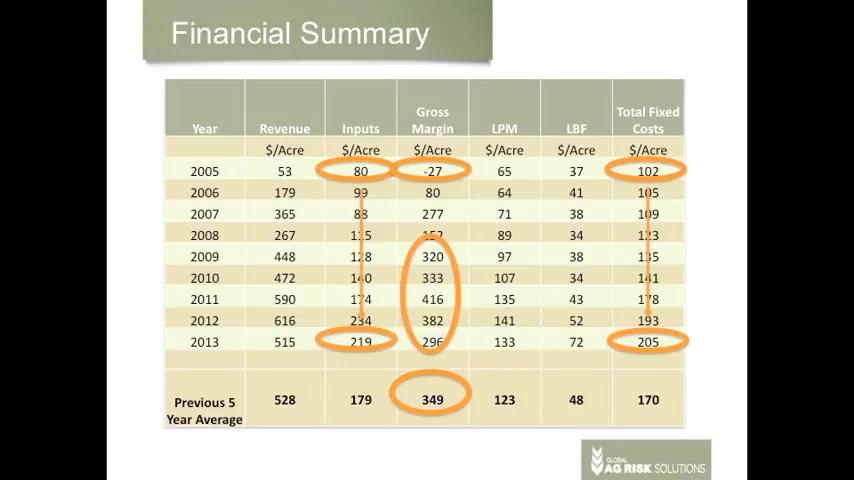 Financial Summary
Gross Total Fixed
Year Revenue Inputs Margin LPM LBF Costs
$/Acre $/Acre $/Acre $/Acre $/Acre $/Acre
2005 53 80 -27 65 37 102
2006 179 99 80 64 41 105
2007 365 88 277 71 38 109
2008 267 115 152 89 34 123
2009 448 128 320 97 38 135
2010 472 140 333 107 34 141
2011 590 174 416 135 43 178
2012 616 234 382 141 52 193
2013 515 219 296 133 72 205
Previous 5 528 179 349 123 48 170
Year Average
GLOBAL
AG RISK SOLUTIONS